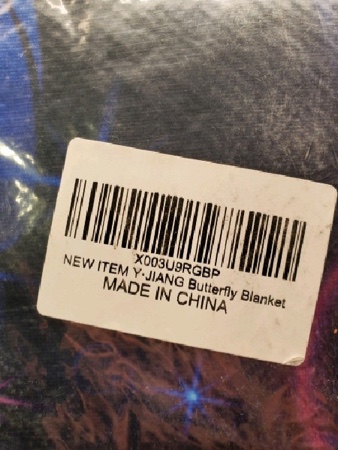 X003U9RGBP
NEW ITEM Y·JIANG Butterfly Blanket
MADE IN CHINA